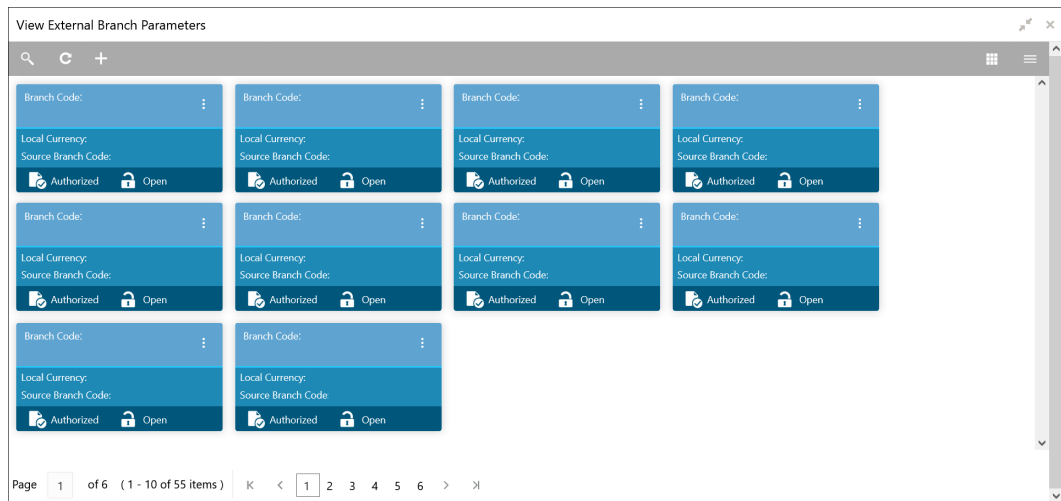 View External Branch Parameters
Branch Code: Branch Code: Branch Code: Branch Code:
Local Currency: Local Currency: Local Currency: Local Currency:
Source Branch Code: Source Branch Code: Source Branch Code: Source Branch Code:
Authorized Open Authorized Open Authorized Open Authorized Open
Branch Code: Branch Code: Branch Code: Branch Code:
Local Currency: Local Currency: Local Currency: Local Currency:
Source Branch Code: Source Branch Code: Source Branch Code: Source Branch Code:
Authorized Open Authorized Open Authorized Open Authorized Open
Branch Code: Branch Code:
Local Currency: Local Currency:
Source Branch Code: Source Branch Code
Authorized Open Authorized Open
Page 1 of 6 ( 1 - 10 of 55 items ) 1 2 3 4 5 6